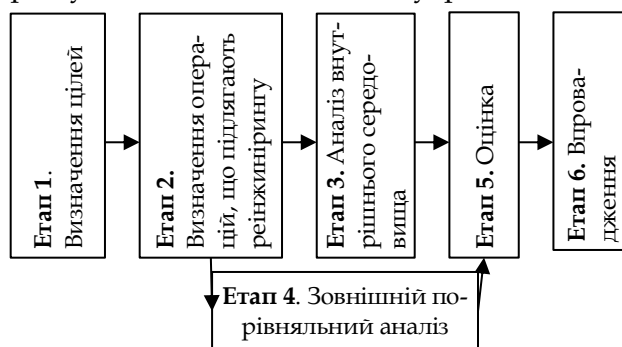 Етап 1.
Визначення цілей
Етап 2.
Визначення опера-
цій, що підлягають
реінжинірингу
Етап 3. Аналіз внут-
рішнього середо-
вища
Етап 5. Оцінка
Етап 6. Впрова-
дження
Етап 4. Зовнішній по-
рівняльний аналіз